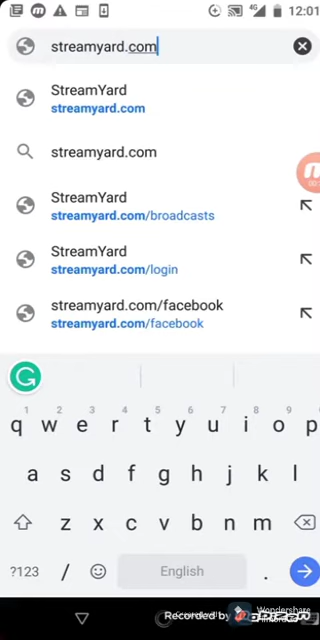 4G 12:01
streamyard.com
StreamYard
streamyard.com
streamyard.com
StreamYard
streamyard.com/broadcasts
StreamYard
streamyard.com/login
streamyard.com/facebook
streamyard.com/facebook
1 2 3 4 5 6 7 8 9
q w e r t y u i o p
a s d f g h j k l
z x c v b n m
?123 / English .
Recorded by
Wondershare